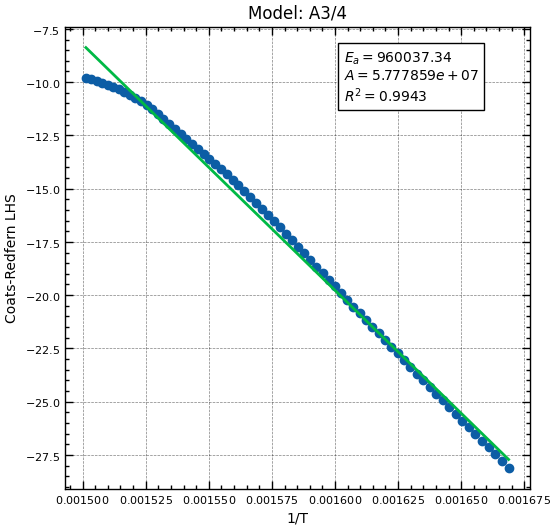 Model: A3/4
−7.5
−10.0
−12.5
−15.0
−17.5
−20.0
−22.5
−25.0
−27.5
Coats-Redfern LHS
E_a = 960037.34
A = 5.777859e + 07
R^2 = 0.9943
0.001500 0.001525 0.001550 0.001575 0.001600 0.001625 0.001650 0.001675
1/T